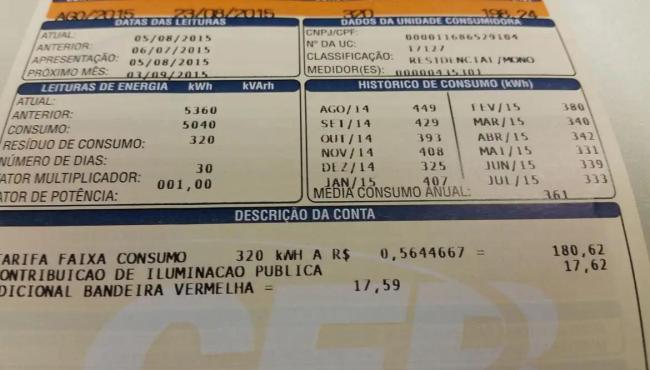 AGO/2015 23/08/2015 320 198,24
DATAS DAS LEITURAS
ATUAL: 05/08/2015
ANTERIOR: 06/07/2015
APRESENTAÇÃO: 05/08/2015
PRÓXIMO MÊS: 03/09/2015
DADOS DA UNIDADE CONSUMIDORA
CNPJ/CPF: 000011686529104
Nº DA UC: 17127
CLASSIFICAÇÃO: RESIDENCIAL/MONO
MEDIDOR(ES): 00000435301
LEITURAS DE ENERGIA kWh kVArh
ATUAL: 5360
ANTERIOR: 5040
CONSUMO: 320
RESÍDUO DE CONSUMO:
NÚMERO DE DIAS: 30
ATOR MULTIPLICADOR: 001,00
ATOR DE POTÊNCIA:
HISTÓRICO DE CONSUMO (kWh)
AGO/14 449 FEV/15 380
SET/14 429 MAR/15 340
OUT/14 393 ABR/15 342
NOV/14 408 MAI/15 331
DEZ/14 325 JUN/15 339
JAN/15 407 JUL/15 333
MÉDIA CONSUMO ANUAL: 361
DESCRIÇÃO DA CONTA
TARIFA FAIXA CONSUMO 320 kWH A R$ 0,5644667 = 180,62
CONTRIBUICAO DE ILUMINACAO PUBLICA 17,62
DICIONAL BANDEIRA VERMELHA = 17,59